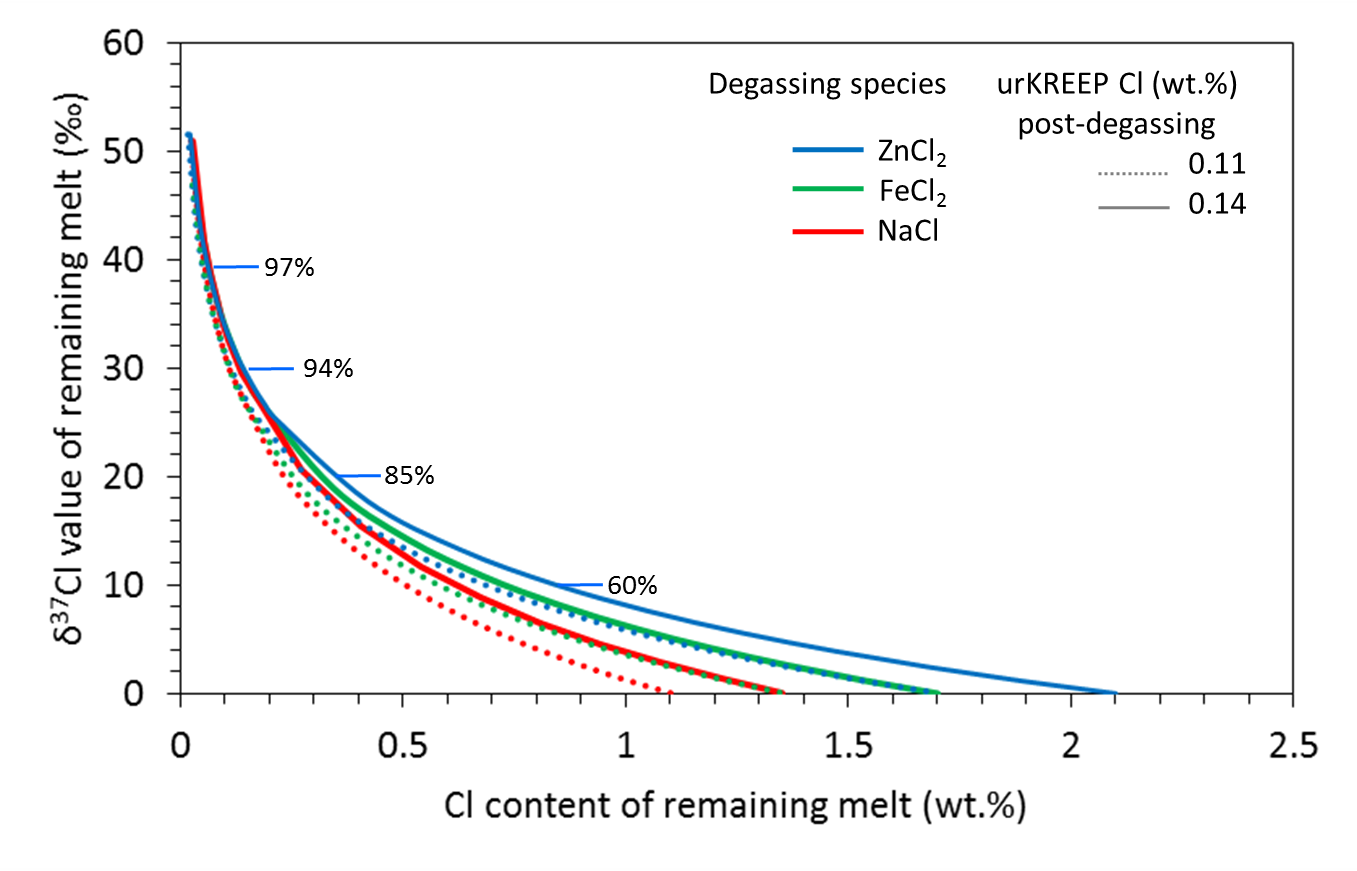 60
50
40
30
20
10
0
δ³⁷Cl value of remaining melt (‰)
Degassing species
ZnCl₂
FeCl₂
NaCl
urKREEP Cl (wt.%)
post-degassing
0.11
0.14
97%
94%
85%
60%
0 0.5 1 1.5 2 2.5
Cl content of remaining melt (wt.%)